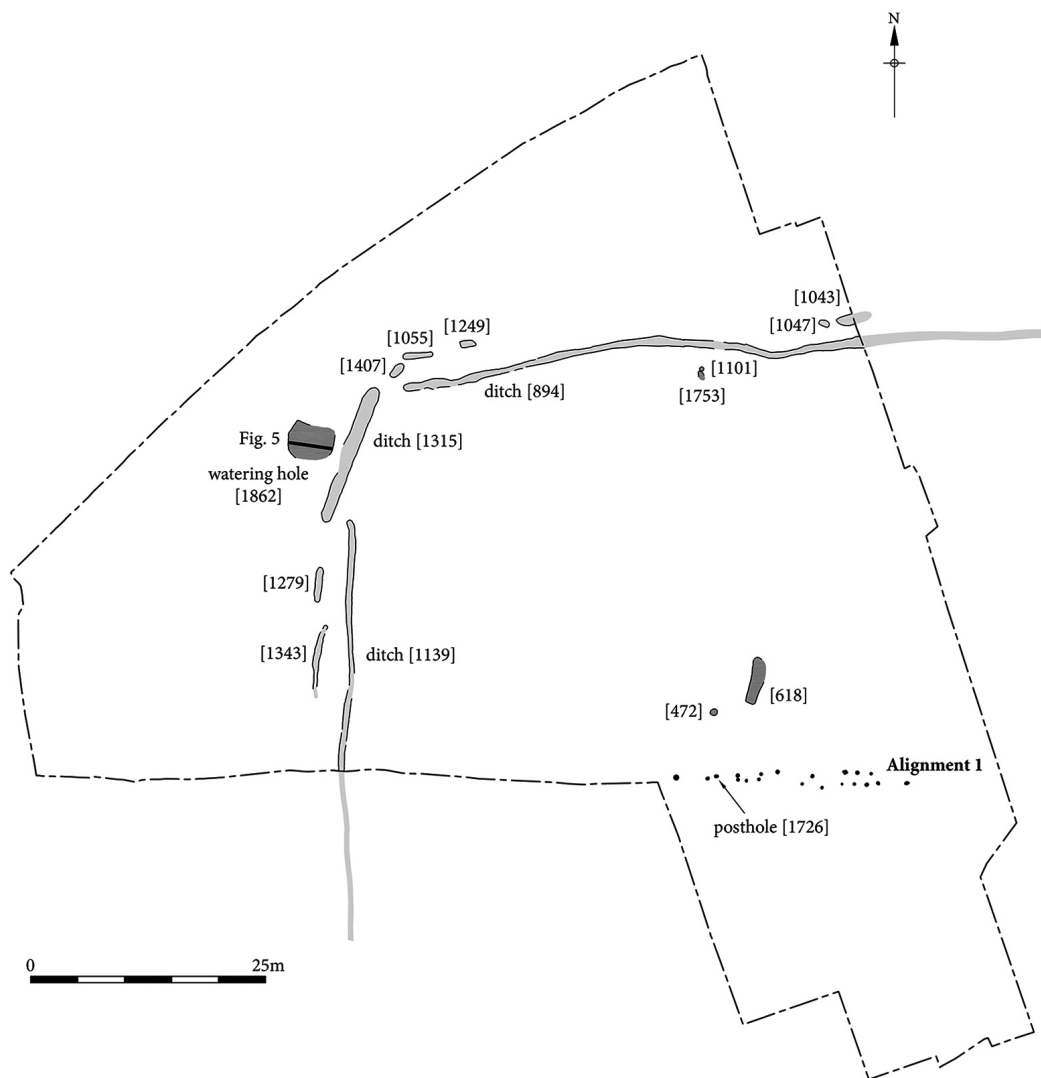 N
[1043]
[1047]
[1249]
[1055]
[1407]
[1101]
[1753]
ditch [894]
Fig. 5
ditch [1315]
watering hole
[1862]
[1279]
[1343]
ditch [1139]
[618]
[472]
Alignment 1
posthole [1726]
0
25m